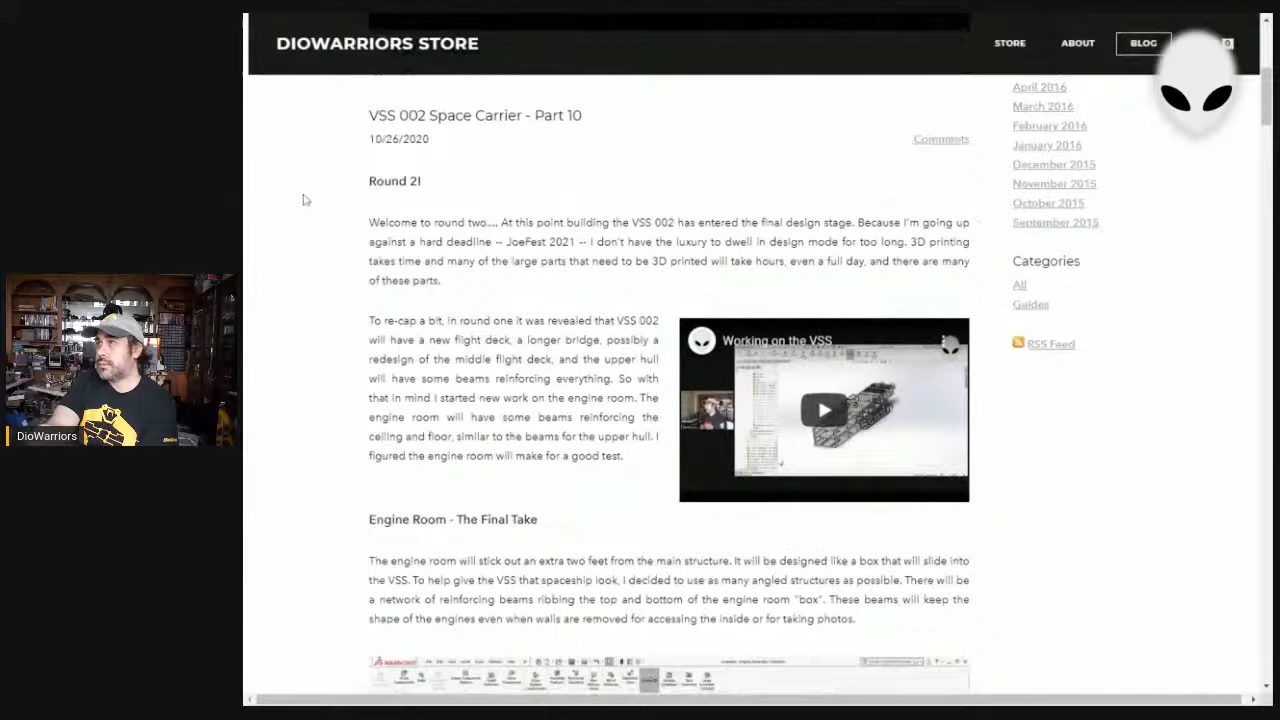 DIOWARRIORS STORE
STORE
ABOUT
BLOG
0
VSS 002 Space Carrier - Part 10
10/26/2020
Comments
Round 2!
Welcome to round two.... At this point building the VSS 002 has entered the final design stage. Because I'm going up
against a hard deadline -- JoeFest 2021 -- I don't have the luxury to dwell in design mode for too long. 3D printing
takes time and many of the large parts that need to be 3D printed will take hours, even a full day, and there are many
of these parts.
To re-cap a bit, in round one it was revealed that VSS 002
will have a new flight deck, a longer bridge, possibly a
redesign of the middle flight deck, and the upper hull
will have some beams reinforcing everything. So with
that in mind I started new work on the engine room. The
engine room will have some beams reinforcing the
ceiling and floor, similar to the beams for the upper hull. I
figured the engine room will make for a good test.
Working on the VSS
Engine Room - The Final Take
The engine room will stick out an extra two feet from the main structure. It will be designed like a box that will slide into
the VSS. To help give the VSS that spaceship look, I decided to use as many angled structures as possible. There will be
a network of reinforcing beams ribbing the top and bottom of the engine room "box". These beams will keep the
shape of the engines even when walls are removed for accessing the inside or for taking photos.
April 2016
March 2016
February 2016
January 2016
December 2015
November 2015
October 2015
September 2015
Categories
All
Guides
RSS Feed
DioWarriors